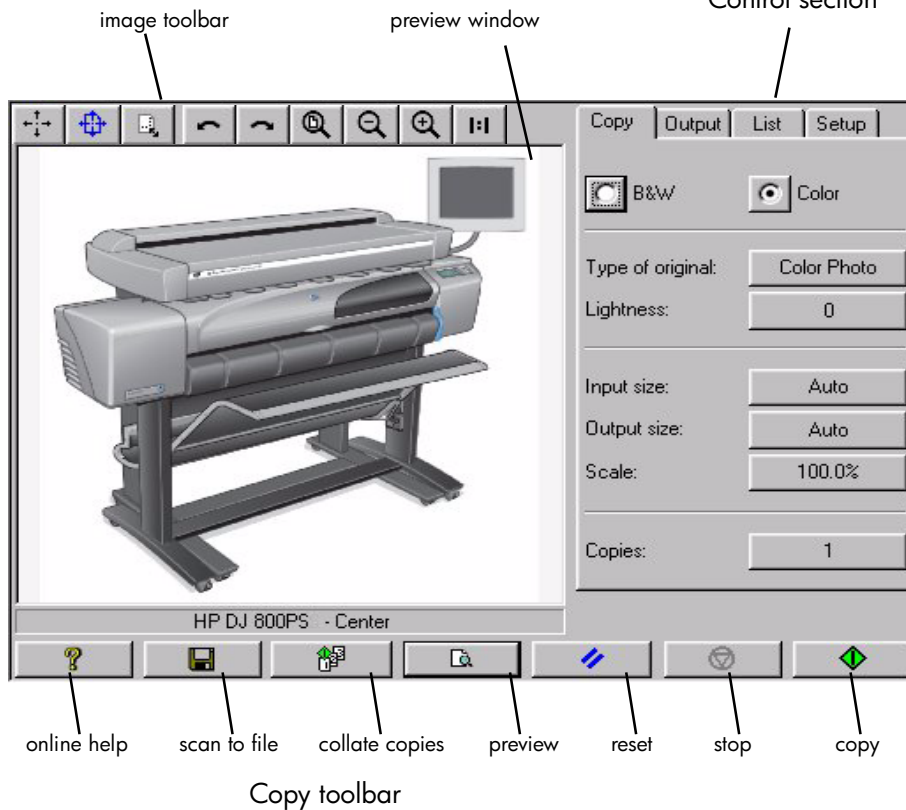 Control section
image toolbar
preview window
1:1
Copy
Output
List
Setup
B&W
Color
Type of original:
Color Photo
Lightness:
0
Input size:
Auto
Output size:
Auto
Scale:
100.0%
Copies:
1
HP DJ 800PS - Center
?
online help
scan to file
collate copies
preview
reset
stop
copy
Copy toolbar